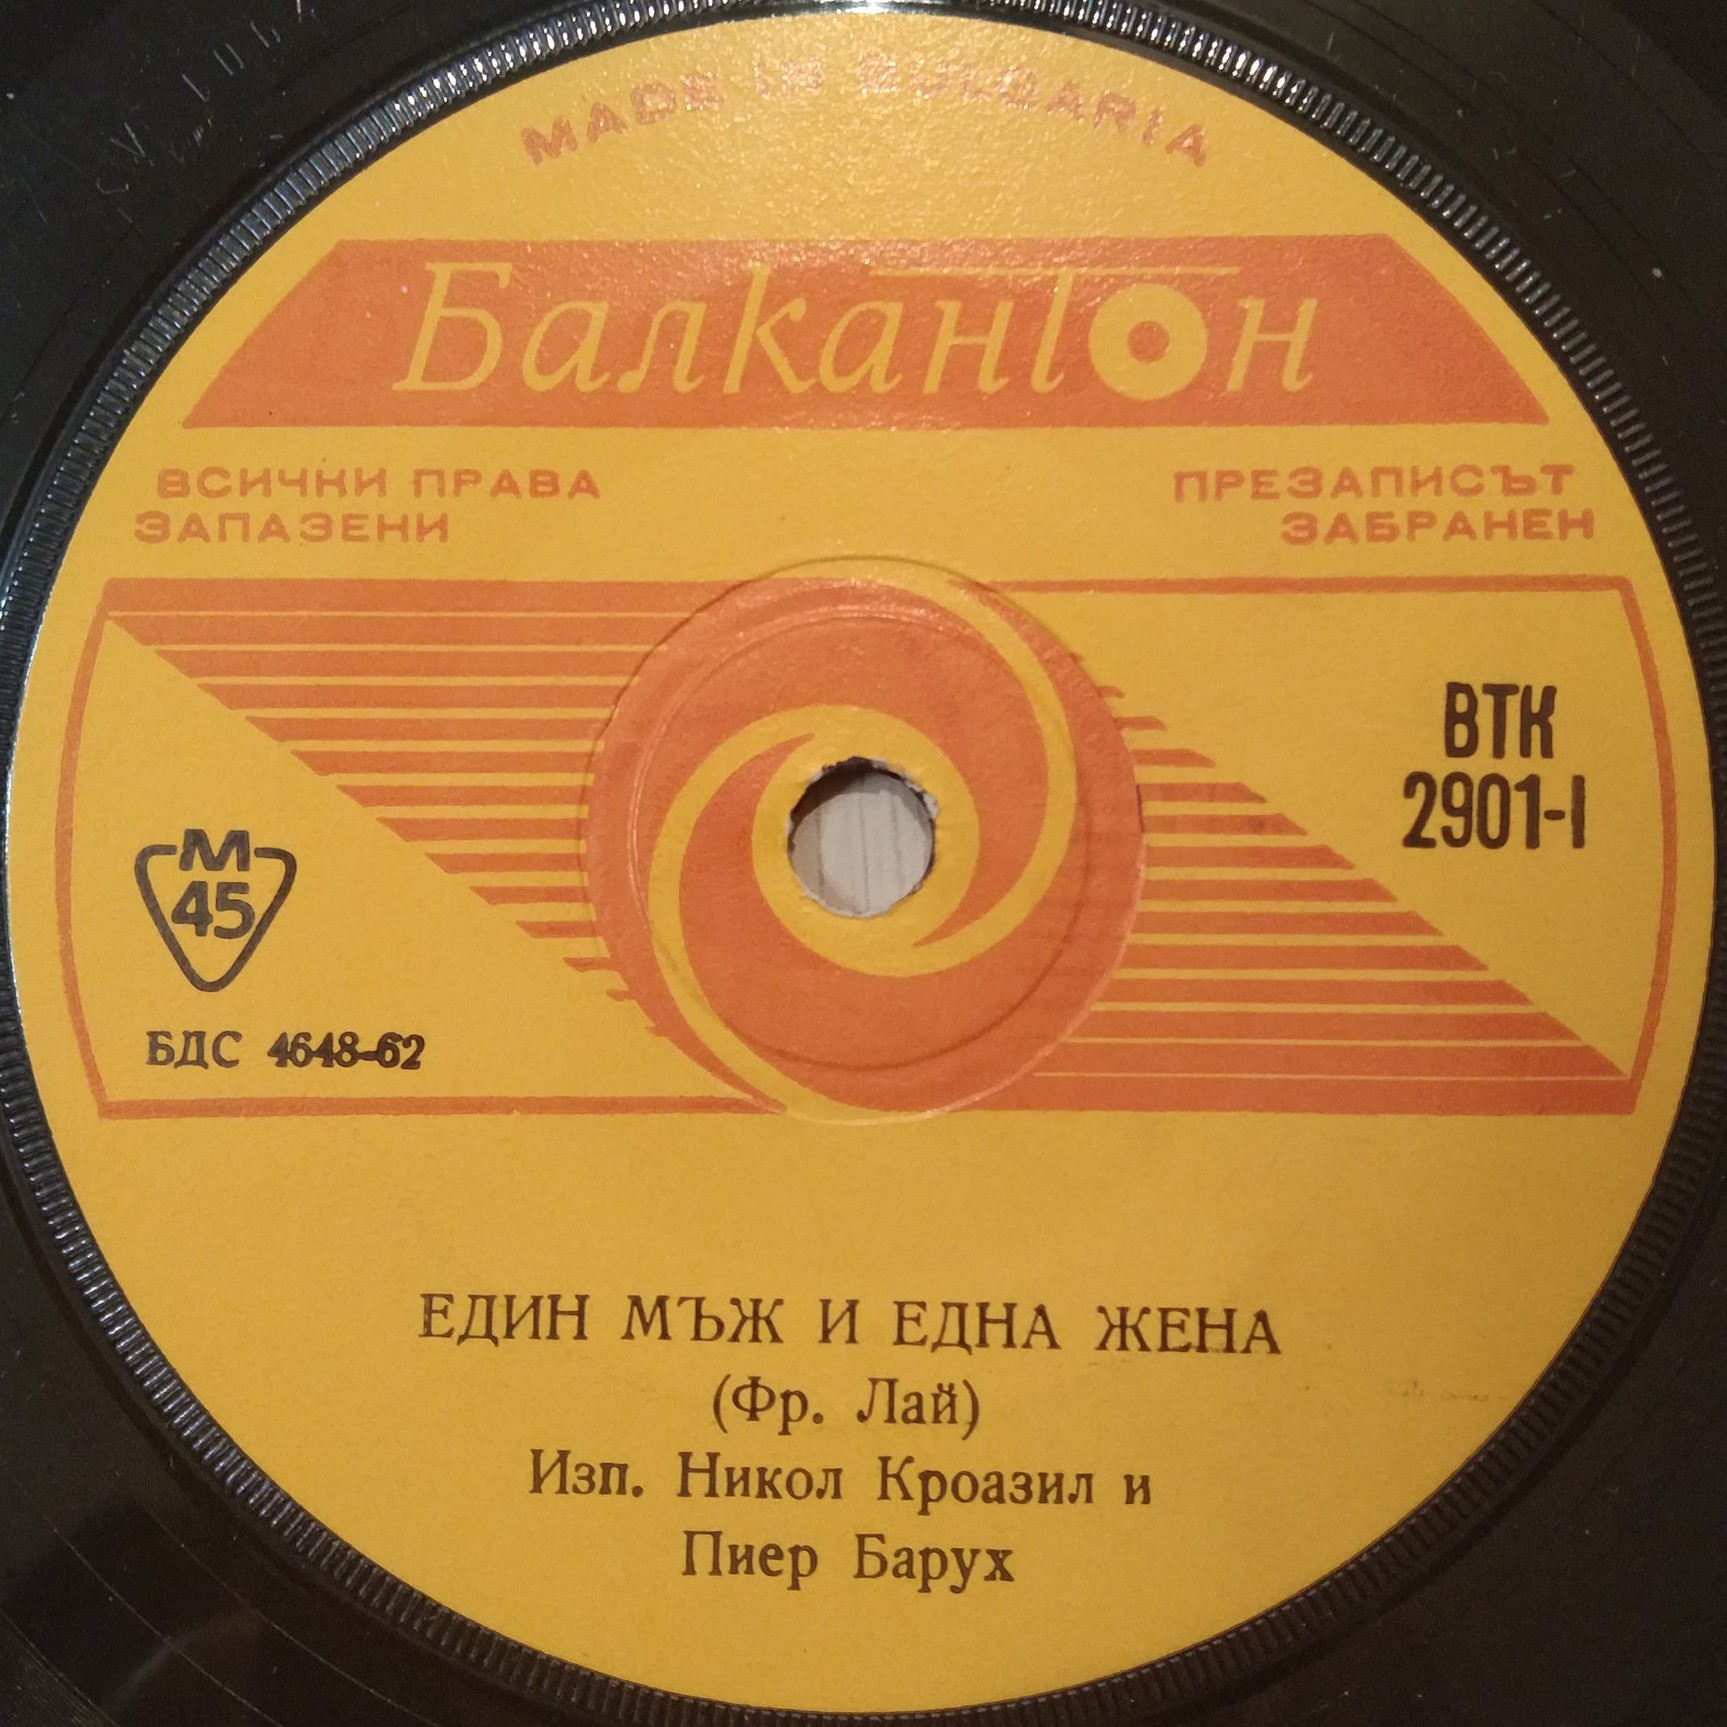 MADE IN BULGARIA
Балкантон
ВСИЧКИ ПРАВА
ЗАПАЗЕНИ
ПРЕЗАПИСЪТ
ЗАБРАНЕН
ВТК
2901-I
М
45
БДС 4648-62
ЕДИН МЪЖ И ЕДНА ЖЕНА
(Фр. Лай)
Изп. Никол Кроазил и
Пиер Барух